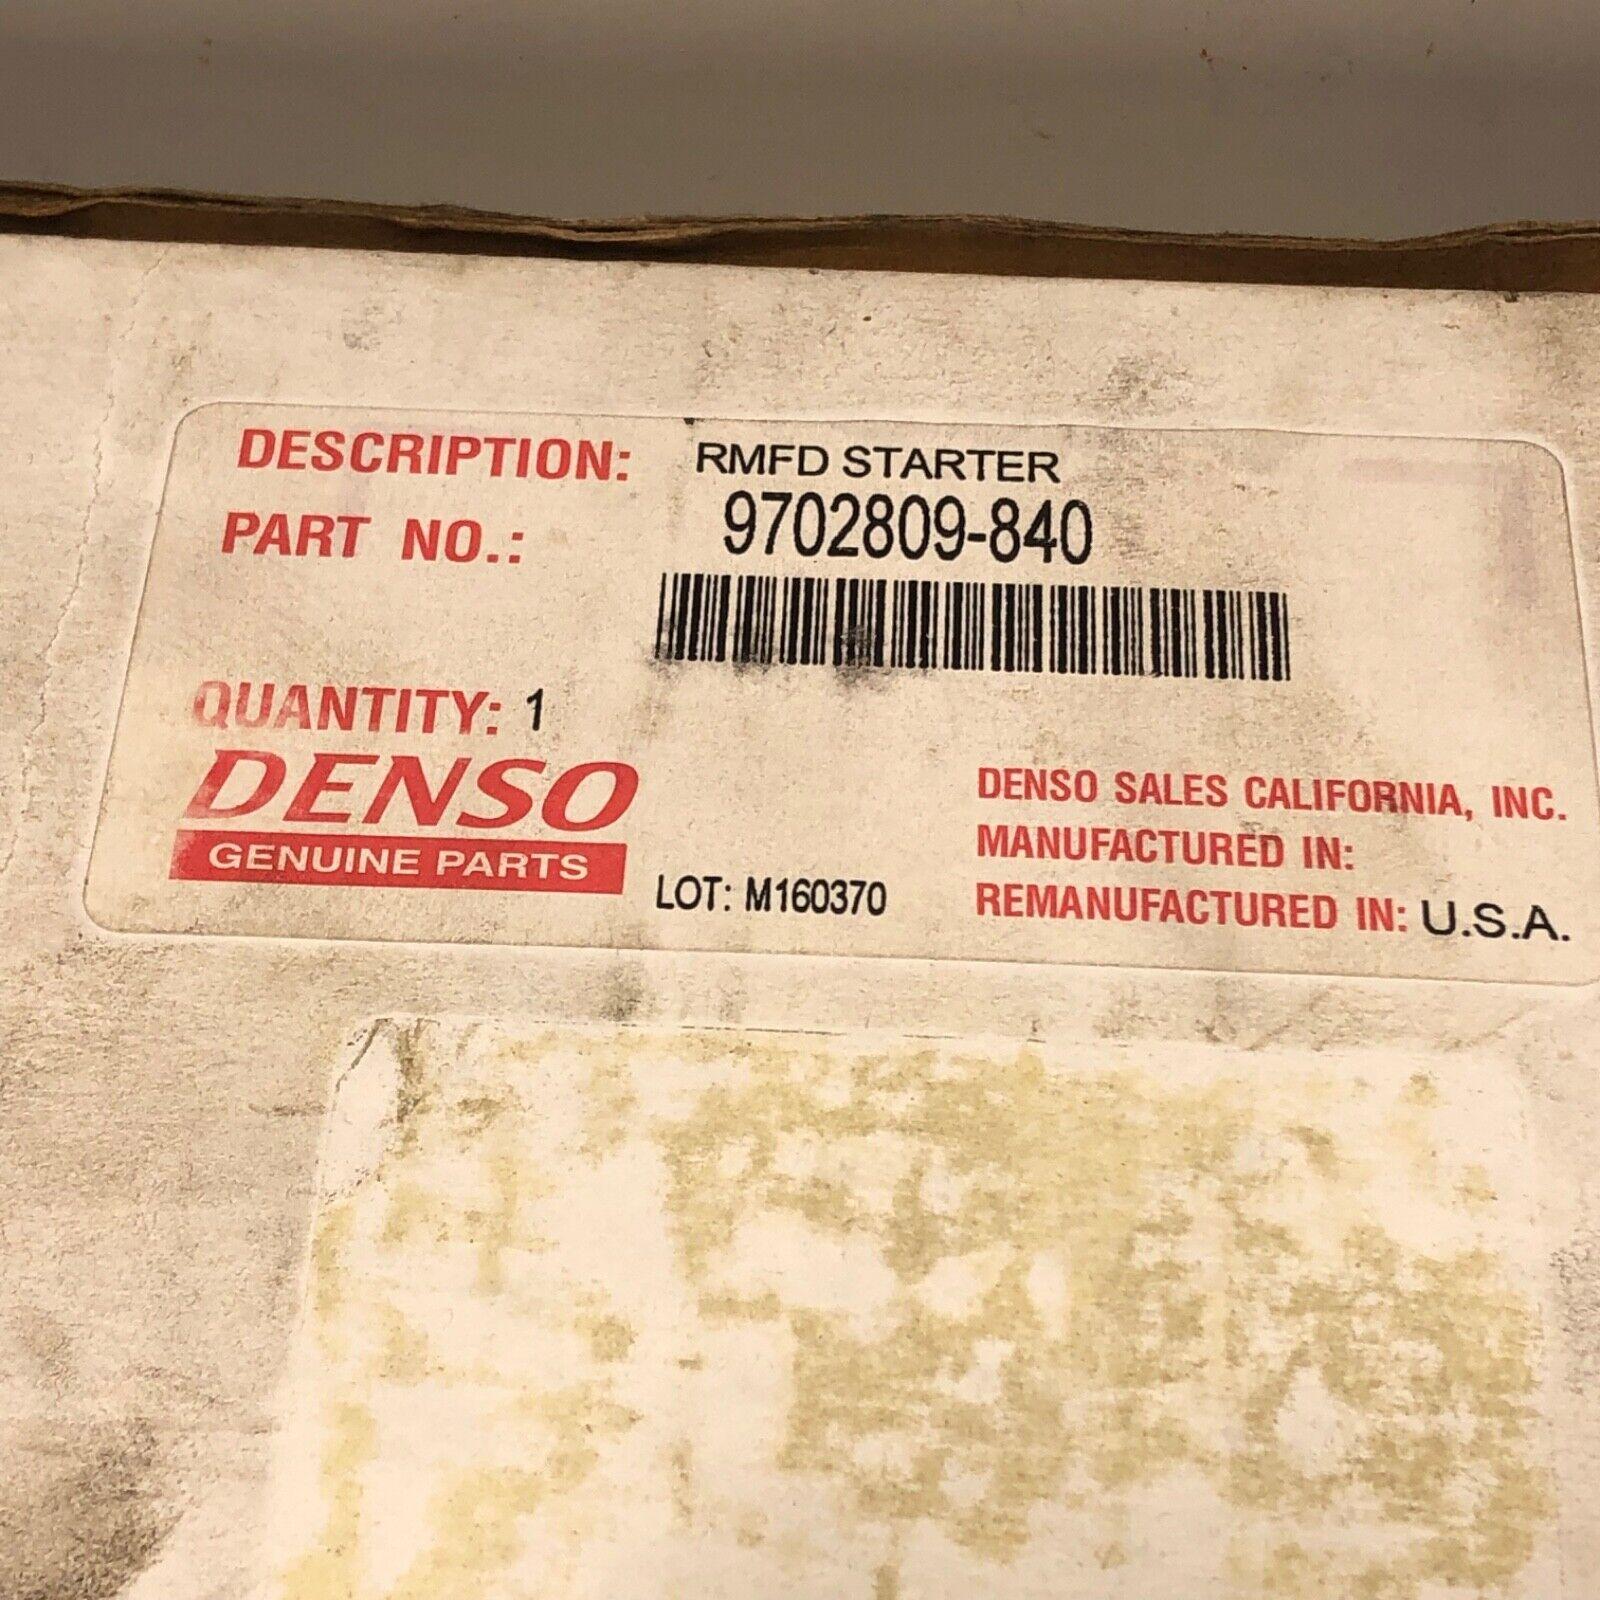 DESCRIPTION: RMFD STARTER
PART NO.: 9702809-840
QUANTITY: 1
DENSO
GENUINE PARTS
LOT: M160370
DENSO SALES CALIFORNIA, INC.
MANUFACTURED IN:
REMANUFACTURED IN: U.S.A.